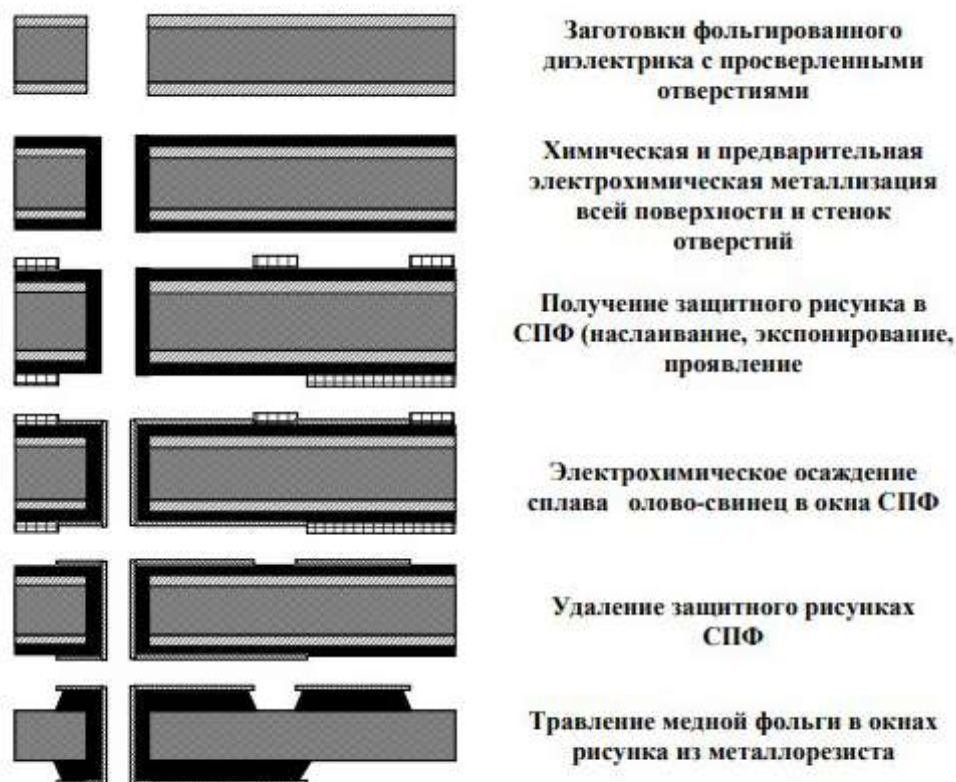 Заготовки фольгированного
диэлектрика с просверленными
отверстиями
Химическая и предварительная
электрохимическая металлизация
всей поверхности и стенок
отверстий
Получение защитного рисунка в
СПФ (наслаивание, экспонирование,
проявление
Электрохимическое осаждение
сплава олово-свинец в окна СПФ
Удаление защитного рисунках
СПФ
Травление медной фольги в окнах
рисунка из металлорезиста